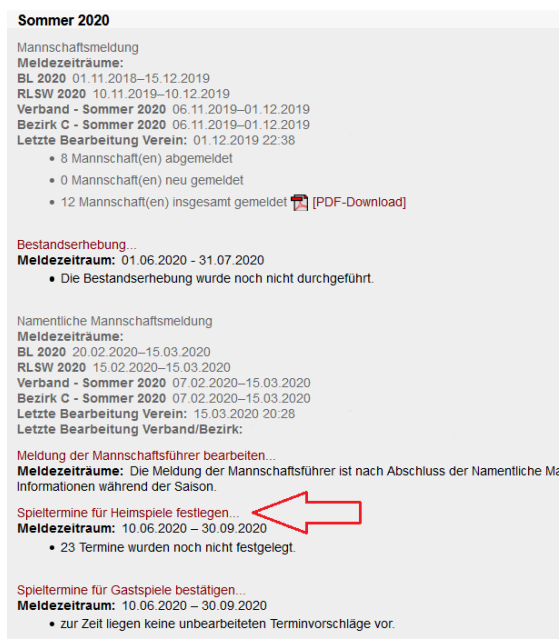 Sommer 2020
Mannschaftsmeldung
Meldezeiträume:
BL 2020 01.11.2018–15.12.2019
RLSW 2020 10.11.2019–10.12.2019
Verband - Sommer 2020 06.11.2019–01.12.2019
Bezirk C - Sommer 2020 06.11.2019–01.12.2019
Letzte Bearbeitung Verein: 01.12.2019 22:38
• 8 Mannschaft(en) abgemeldet
• 0 Mannschaft(en) neu gemeldet
• 12 Mannschaft(en) insgesamt gemeldet [PDF-Download]
Bestandserhebung...
Meldezeitraum: 01.06.2020 - 31.07.2020
• Die Bestandserhebung wurde noch nicht durchgeführt.
Namentliche Mannschaftsmeldung
Meldezeiträume:
BL 2020 20.02.2020–15.03.2020
RLSW 2020 15.02.2020–15.03.2020
Verband - Sommer 2020 07.02.2020–15.03.2020
Bezirk C - Sommer 2020 07.02.2020–15.03.2020
Letzte Bearbeitung Verein: 15.03.2020 20:28
Letzte Bearbeitung Verband/Bezirk:
Meldung der Mannschaftsführer bearbeiten...
Meldezeiträume: Die Meldung der Mannschaftsführer ist nach Abschluss der Namentliche Ma
Informationen während der Saison.
Spieltermine für Heimspiele festlegen...
Meldezeitraum: 10.06.2020 – 30.09.2020
• 23 Termine wurden noch nicht festgelegt.
Spieltermine für Gastspiele bestätigen...
Meldezeitraum: 10.06.2020 – 30.09.2020
• zur Zeit liegen keine unbearbeiteten Terminvorschläge vor.